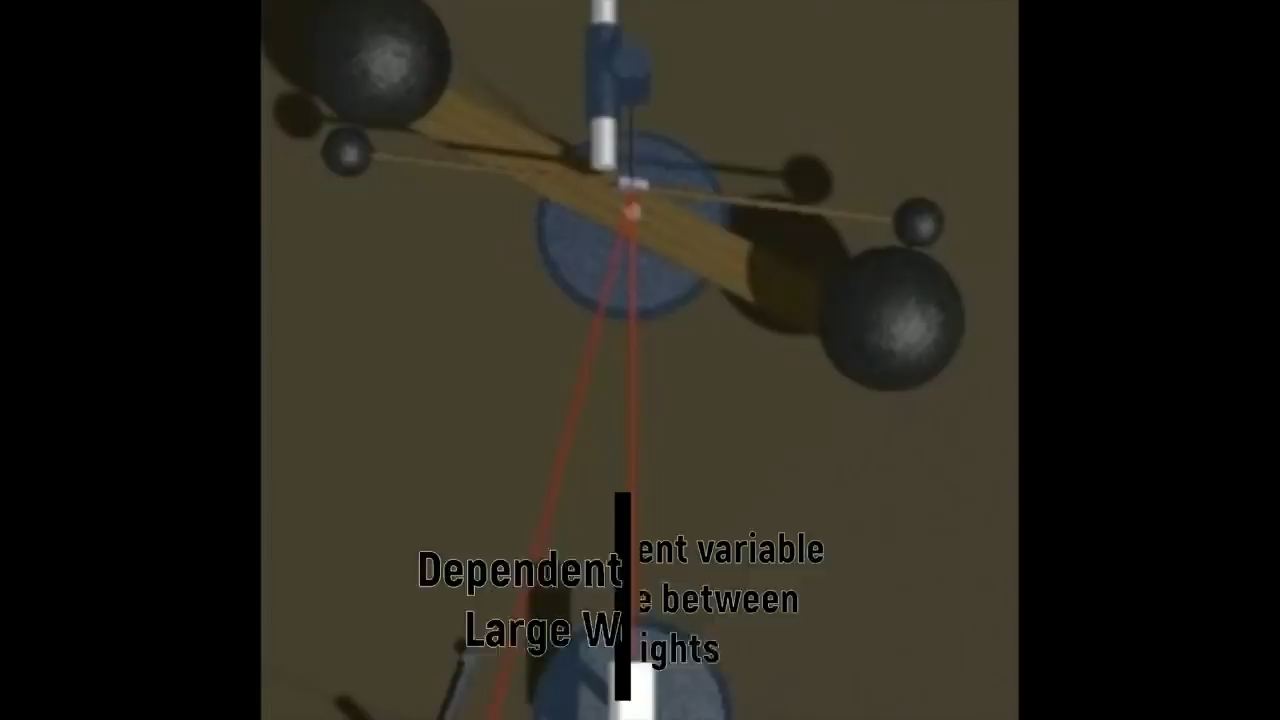 Dependent
Large W
ent variable
e between
ights